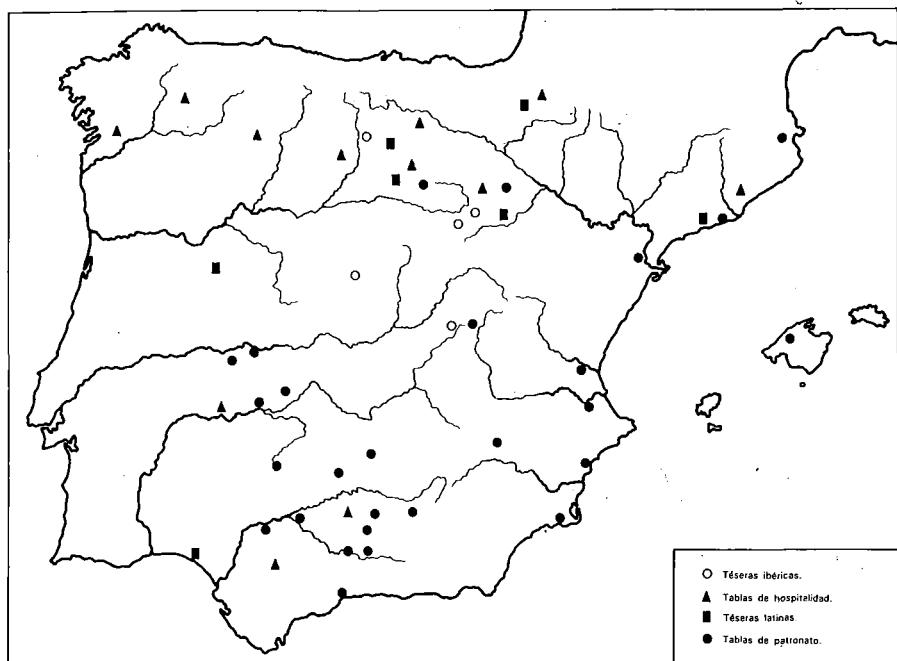 Téseras ibéricas.
Tablas de hospitalidad.
Téseras latinas.
Tablas de patronato.